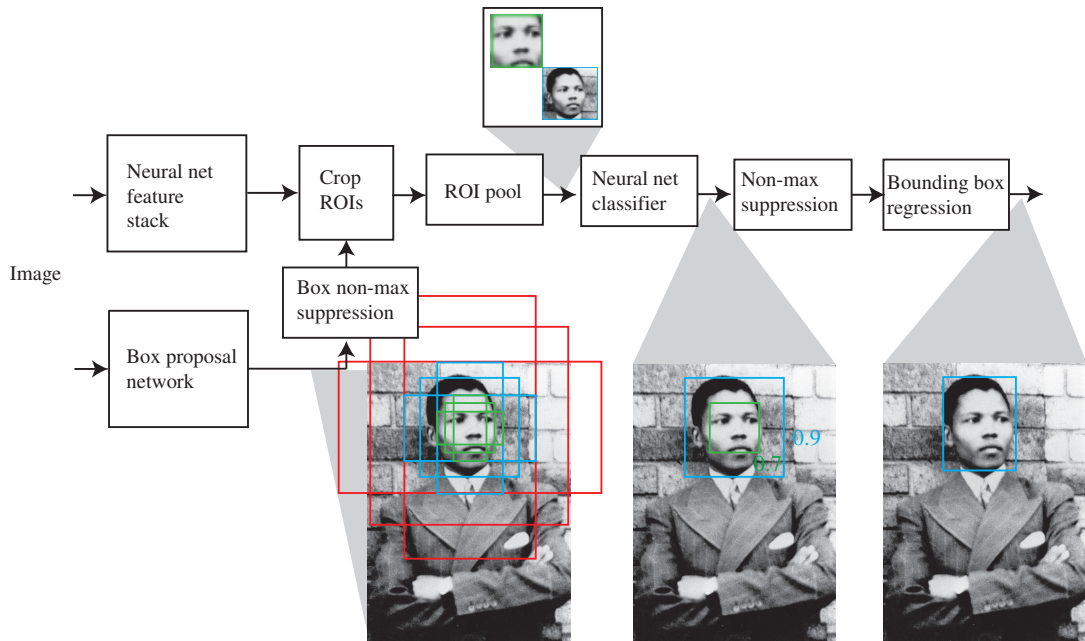 Image
Neural net
feature
stack
Crop
ROIs
ROI pool
Neural net
classifier
Non-max
suppression
Bounding box
regression
Box non-max
suppression
Box proposal
network
0.9
0.7